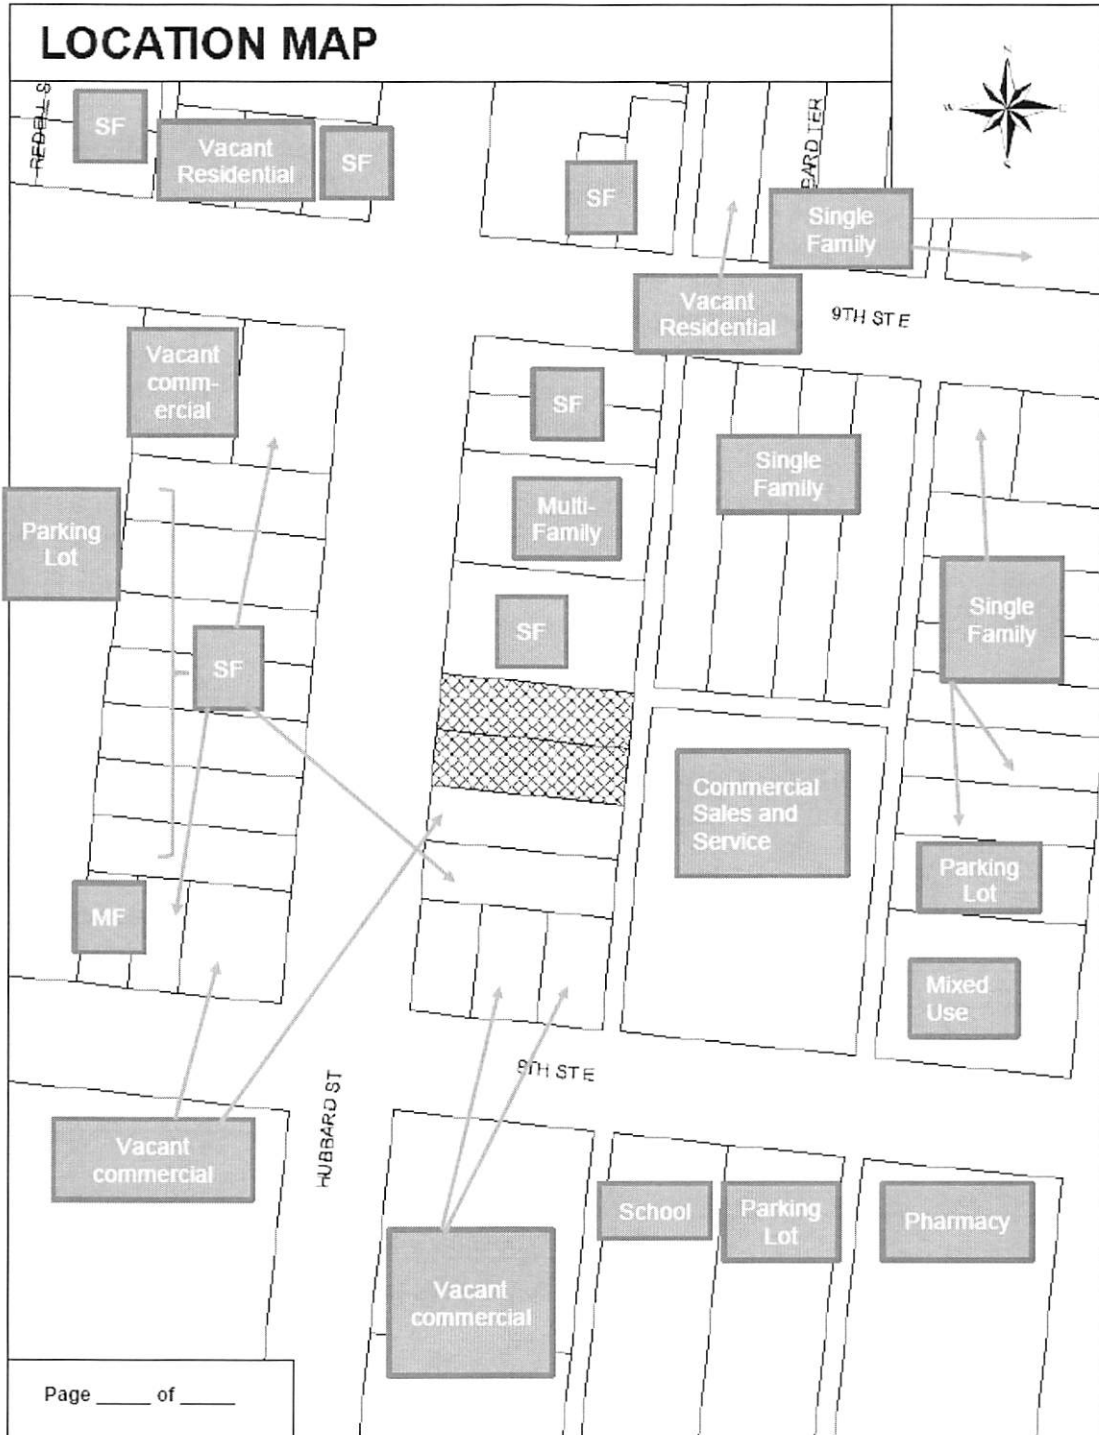 LOCATION MAP
N
W
E
REDELL S
SF
Vacant
Residential
SF
SF
BARD TER
Single
Family
Vacant
Residential
9TH ST E
Vacant
comm-
ercial
SF
Single
Family
Parking
Lot
Multi-
Family
Single
Family
SF
SF
Commercial
Sales and
Service
Parking
Lot
MF
Mixed
Use
8TH ST E
HUBBARD ST
Vacant
commercial
School
Parking
Lot
Pharmacy
Vacant
commercial
Page _____ of _____